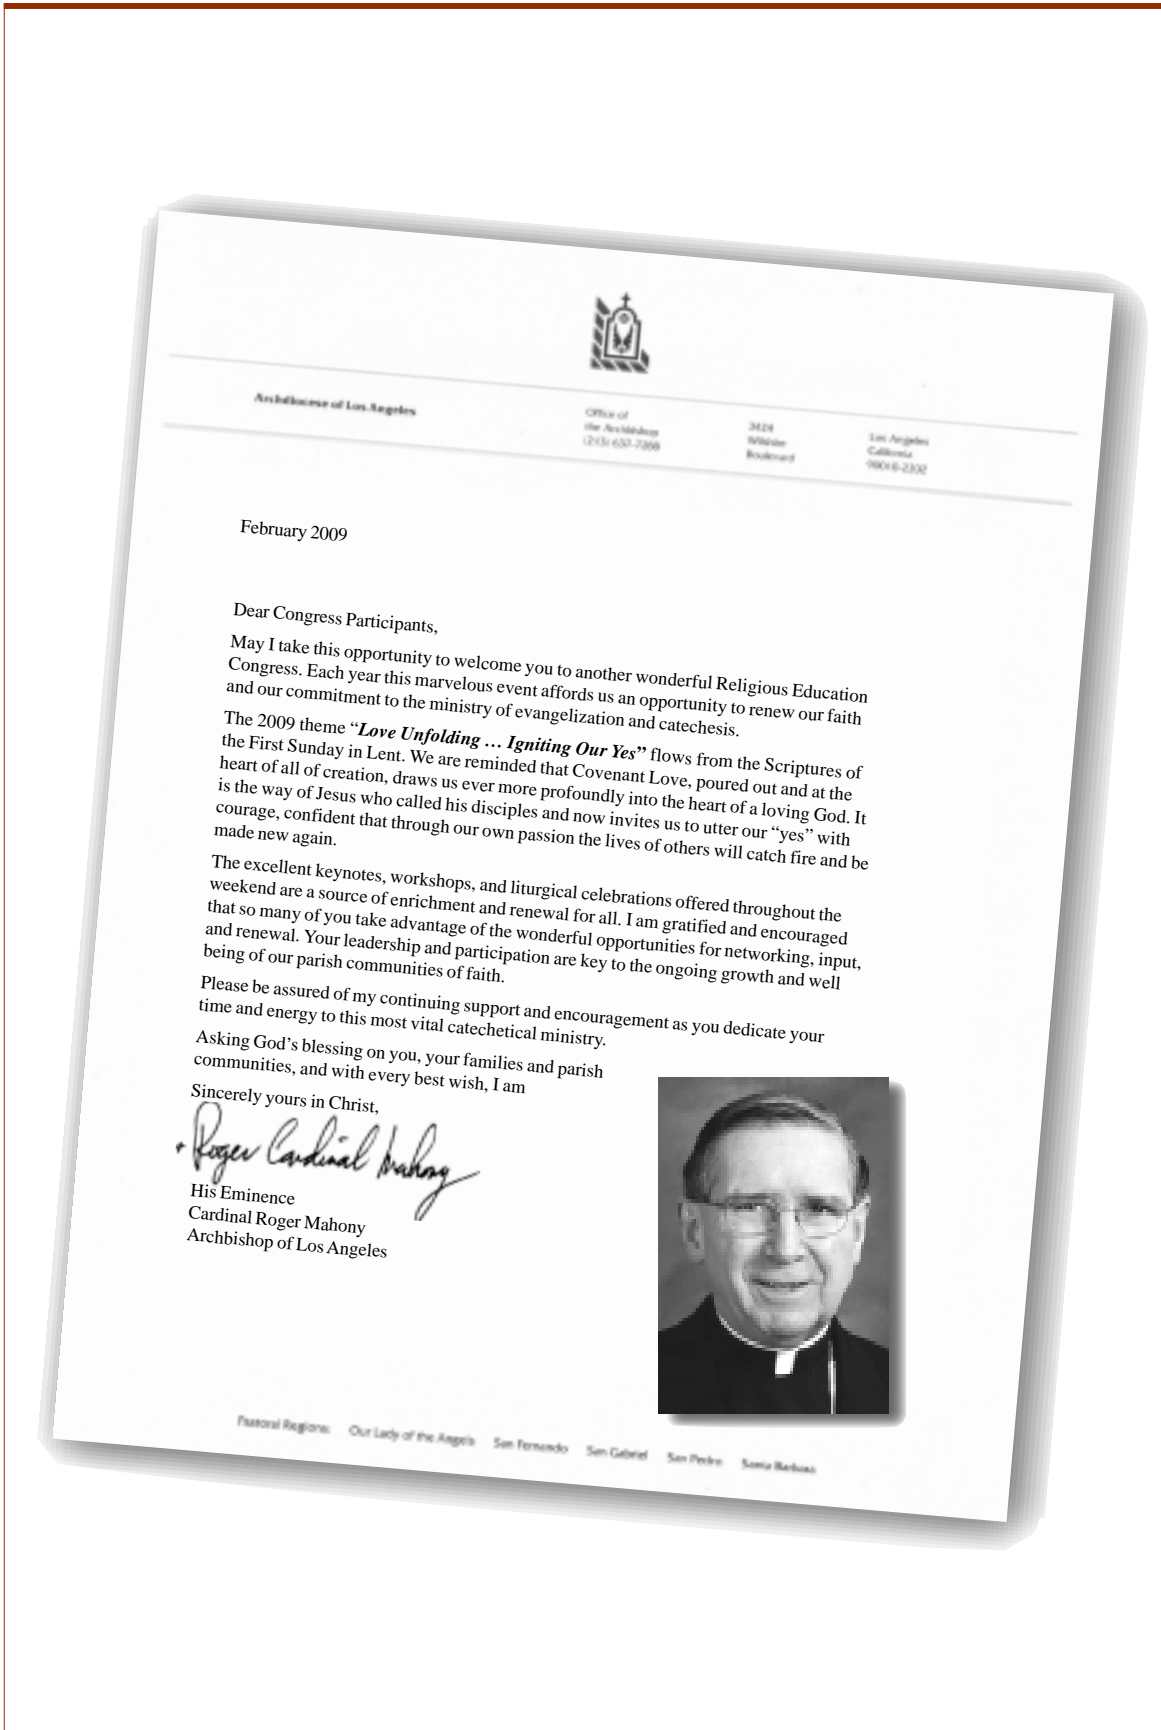 Archdiocese of Los Angeles
Office of
the Archbishop
(213) 637-7288
3424
Wilshire
Boulevard
Los Angeles
California
90010-2202
February 2009
Dear Congress Participants,
May I take this opportunity to welcome you to another wonderful Religious Education
Congress. Each year this marvelous event affords us an opportunity to renew our faith
and our commitment to the ministry of evangelization and catechesis.
The 2009 theme “Love Unfolding … Igniting Our Yes” flows from the Scriptures of
the First Sunday in Lent. We are reminded that Covenant Love, poured out and at the
heart of all of creation, draws us ever more profoundly into the heart of a loving God. It
is the way of Jesus who called his disciples and now invites us to utter our “yes” with
courage, confident that through our own passion the lives of others will catch fire and be
made new again.
The excellent keynotes, workshops, and liturgical celebrations offered throughout the
weekend are a source of enrichment and renewal for all. I am gratified and encouraged
that so many of you take advantage of the wonderful opportunities for networking, input,
and renewal. Your leadership and participation are key to the ongoing growth and well
being of our parish communities of faith.
Please be assured of my continuing support and encouragement as you dedicate your
time and energy to this most vital catechetical ministry.
Asking God’s blessing on you, your families and parish
communities, and with every best wish, I am
Sincerely yours in Christ,
+ Roger Cardinal Mahony
His Eminence
Cardinal Roger Mahony
Archbishop of Los Angeles
Pastoral Regions: Our Lady of the Angels San Fernando San Gabriel San Pedro Santa Barbara